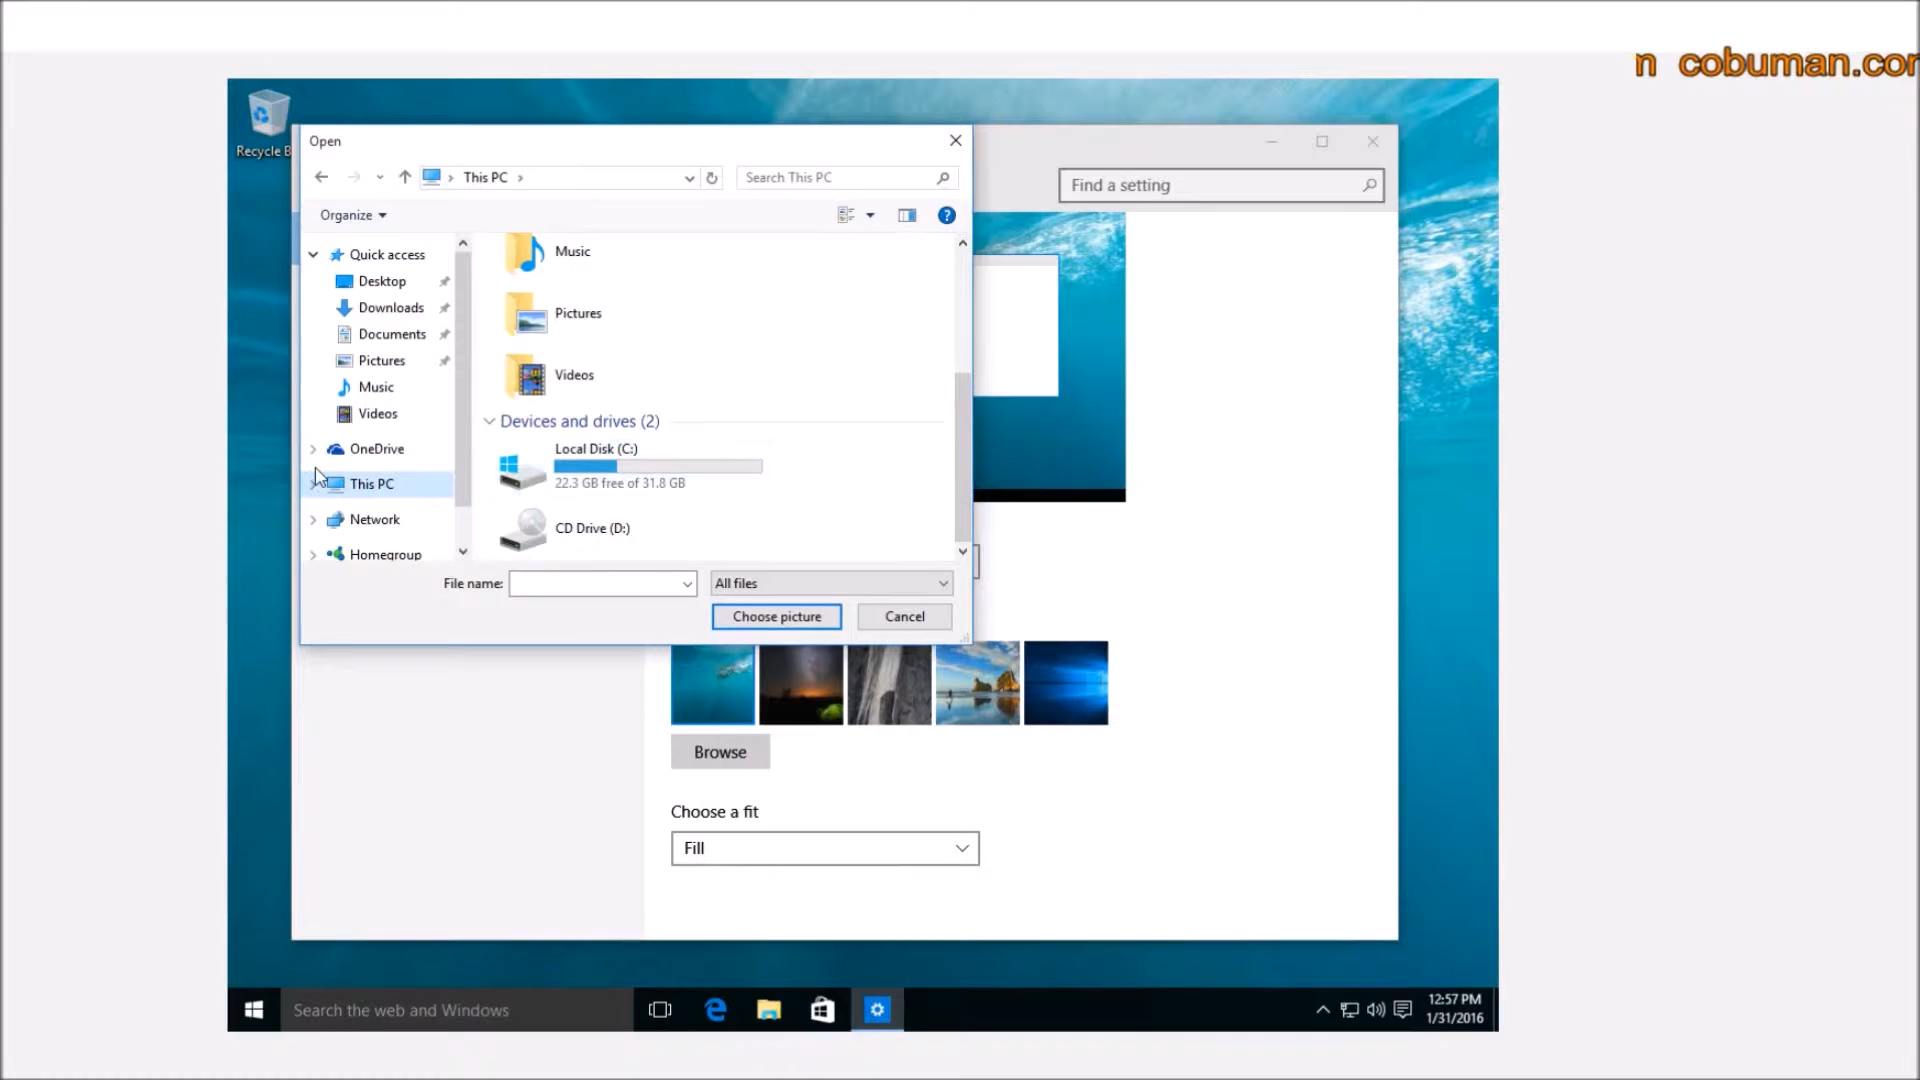 n cobuman.cor
Recycle B
Open
This PC
Search This PC
Find a setting
Organize
Quick access
Desktop
Downloads
Documents
Pictures
Music
Videos
OneDrive
This PC
Network
Homegroup
Music
Pictures
Videos
Devices and drives (2)
Local Disk (C:)
22.3 GB free of 31.8 GB
CD Drive (D:)
File name:
All files
Choose picture
Cancel
Browse
Choose a fit
Fill
Search the web and Windows
12:57 PM
1/31/2016